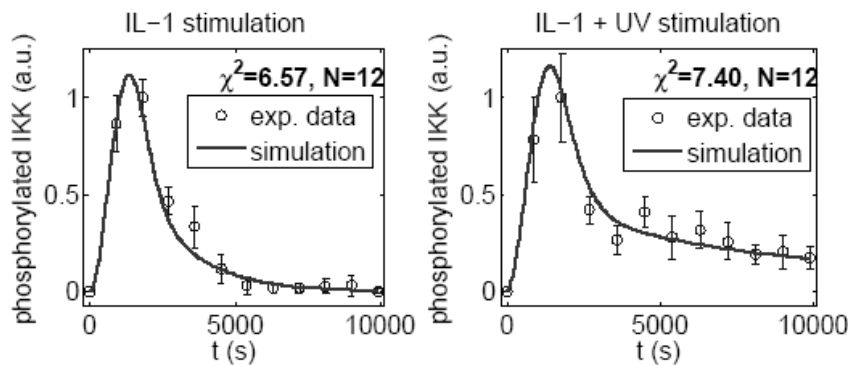 IL-1 stimulation
phosphorylated IKK (a.u.)
1
0.5
0
χ²=6.57, N=12
exp. data
simulation
0
5000
10000
t (s)
IL-1 + UV stimulation
phosphorylated IKK (a.u.)
1
0.5
0
χ²=7.40, N=12
exp. data
simulation
0
5000
10000
t (s)